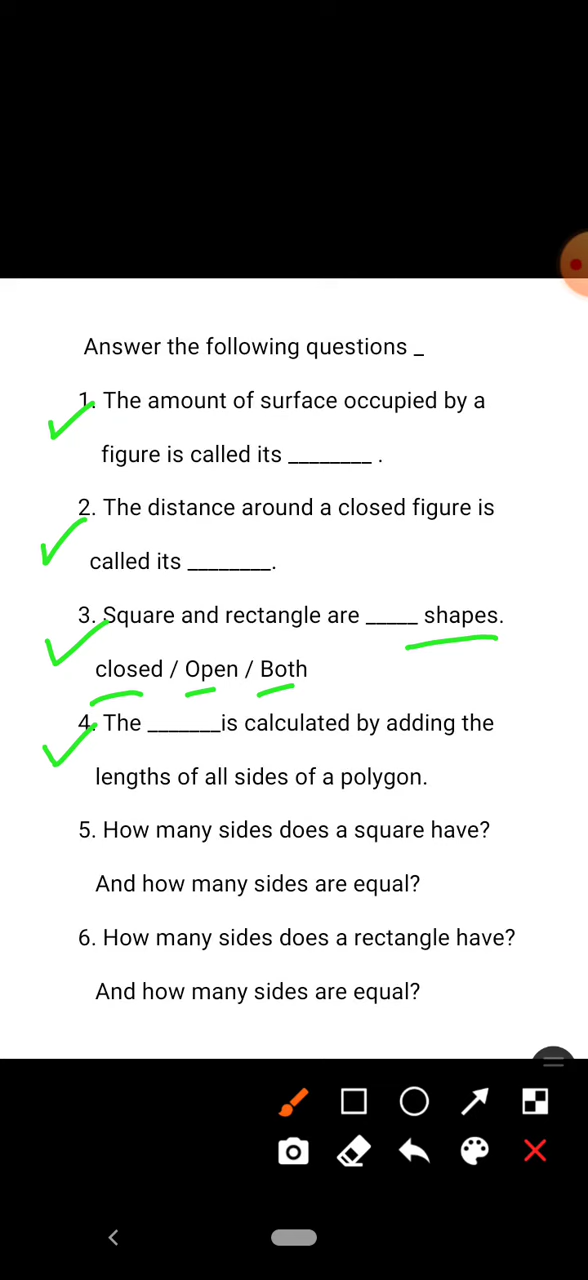 Answer the following questions _
1. The amount of surface occupied by a
figure is called its ________ .
2. The distance around a closed figure is
called its ________.
3. Square and rectangle are _____ shapes.
closed / Open / Both
4. The _______is calculated by adding the
lengths of all sides of a polygon.
5. How many sides does a square have?
And how many sides are equal?
6. How many sides does a rectangle have?
And how many sides are equal?